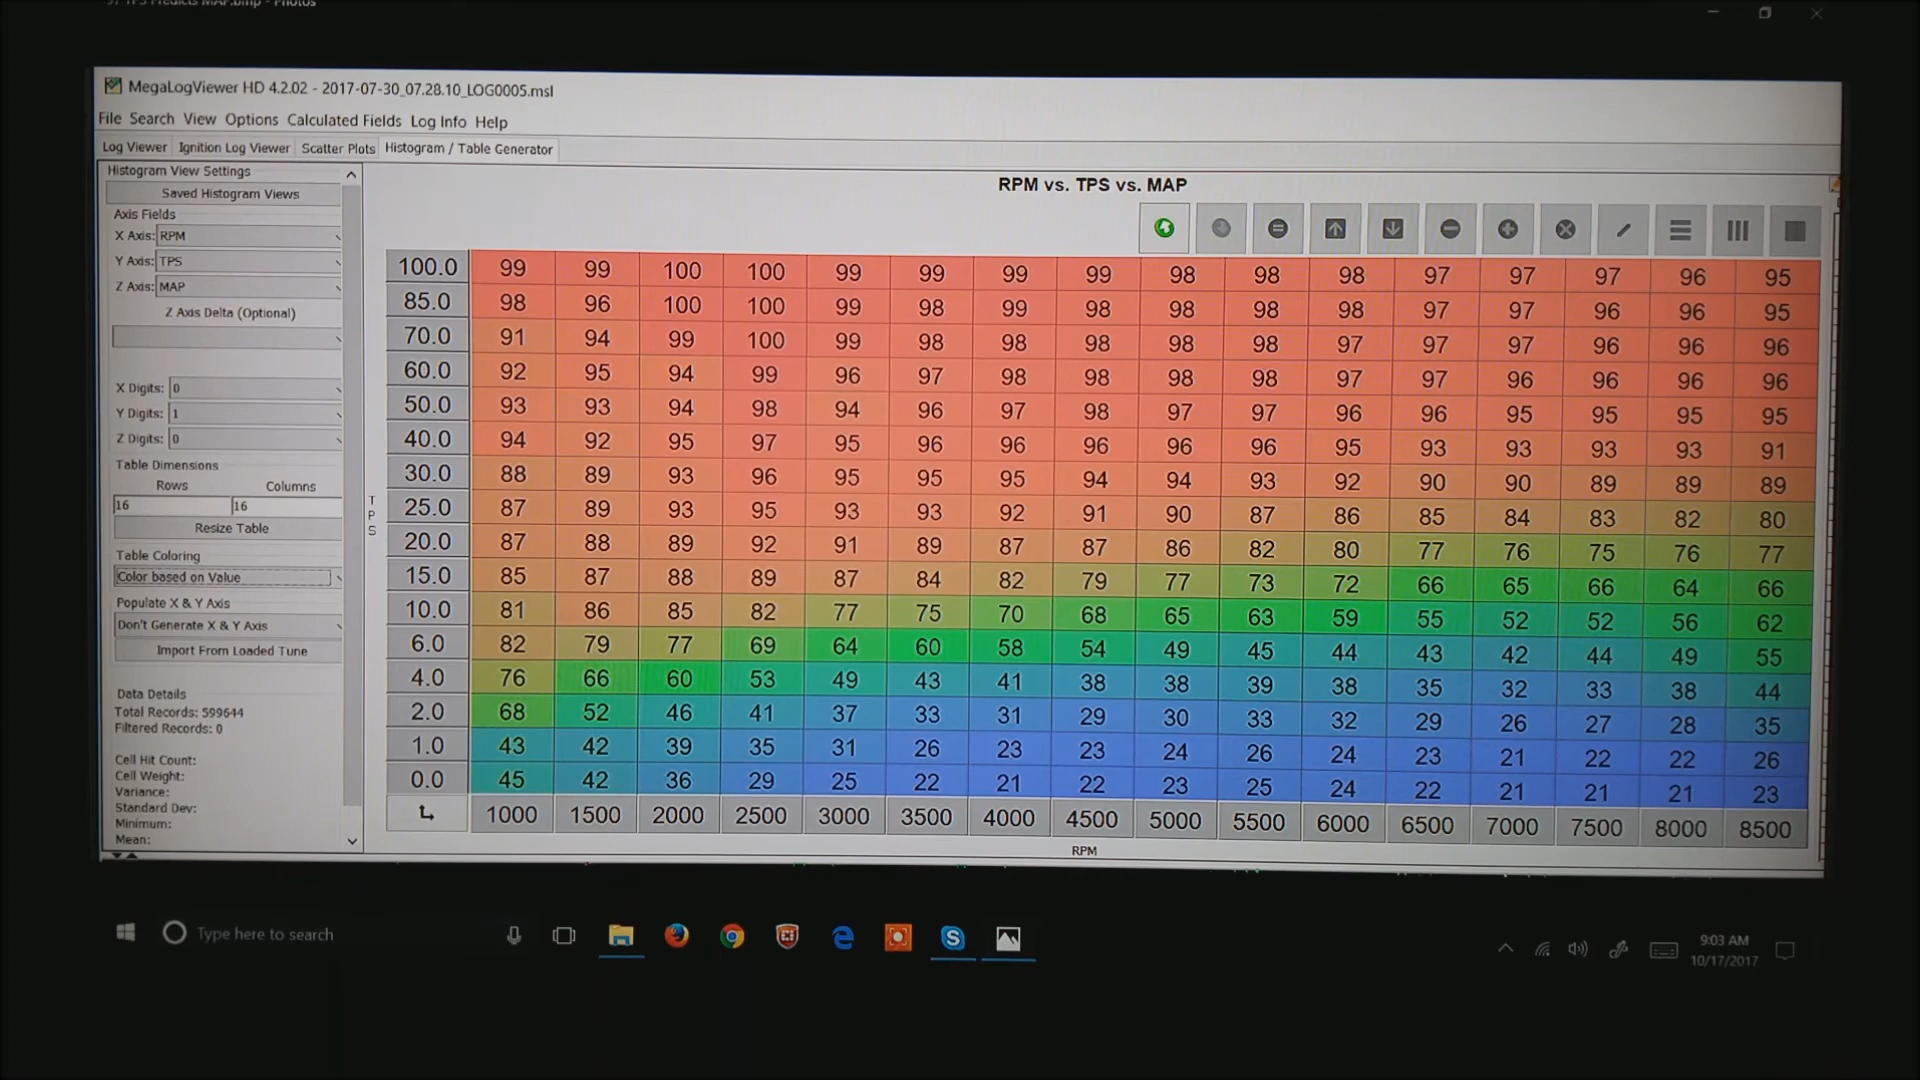 97 TPS Predicts MAP.bmp - Photos
MegaLogViewer HD 4.2.02 - 2017-07-30_07.28.10_LOG0005.msl
File Search View Options Calculated Fields Log Info Help
Log Viewer Ignition Log Viewer Scatter Plots Histogram / Table Generator
Histogram View Settings
Saved Histogram Views
Axis Fields
X Axis: RPM
Y Axis: TPS
Z Axis: MAP
Z Axis Delta (Optional)
X Digits: 0
Y Digits: 1
Z Digits: 0
Table Dimensions
Rows Columns
16 16
Resize Table
Table Coloring
Color based on Value
Populate X & Y Axis
Don't Generate X & Y Axis
Import From Loaded Tune
Data Details
Total Records: 599644
Filtered Records: 0
Cell Hit Count:
Cell Weight:
Variance:
Standard Dev:
Minimum:
Mean:
RPM vs. TPS vs. MAP
TPS
100.0 99 99 100 100 99 99 99 99 98 98 98 97 97 97 96 95
85.0 98 96 100 100 99 98 99 98 98 98 98 97 97 96 96 95
70.0 91 94 99 100 99 98 98 98 98 98 97 97 97 96 96 96
60.0 92 95 94 99 96 97 98 98 98 98 97 97 96 96 96 96
50.0 93 93 94 98 94 96 97 98 97 97 96 96 95 95 95 95
40.0 94 92 95 97 95 96 96 96 96 96 95 93 93 93 93 91
30.0 88 89 93 96 95 95 95 94 94 93 92 90 90 89 89 89
25.0 87 89 93 95 93 93 92 91 90 87 86 85 84 83 82 80
20.0 87 88 89 92 91 89 87 87 86 82 80 77 76 75 76 77
15.0 85 87 88 89 87 84 82 79 77 73 72 66 65 66 64 66
10.0 81 86 85 82 77 75 70 68 65 63 59 55 52 52 56 62
6.0 82 79 77 69 64 60 58 54 49 45 44 43 42 44 49 55
4.0 76 66 60 53 49 43 41 38 38 39 38 35 32 33 38 44
2.0 68 52 46 41 37 33 31 29 30 33 32 29 26 27 28 35
1.0 43 42 39 35 31 26 23 23 24 26 24 23 21 22 22 26
0.0 45 42 36 29 25 22 21 22 23 25 24 22 21 21 21 23
1000 1500 2000 2500 3000 3500 4000 4500 5000 5500 6000 6500 7000 7500 8000 8500
RPM
Type here to search
9:03 AM
10/17/2017